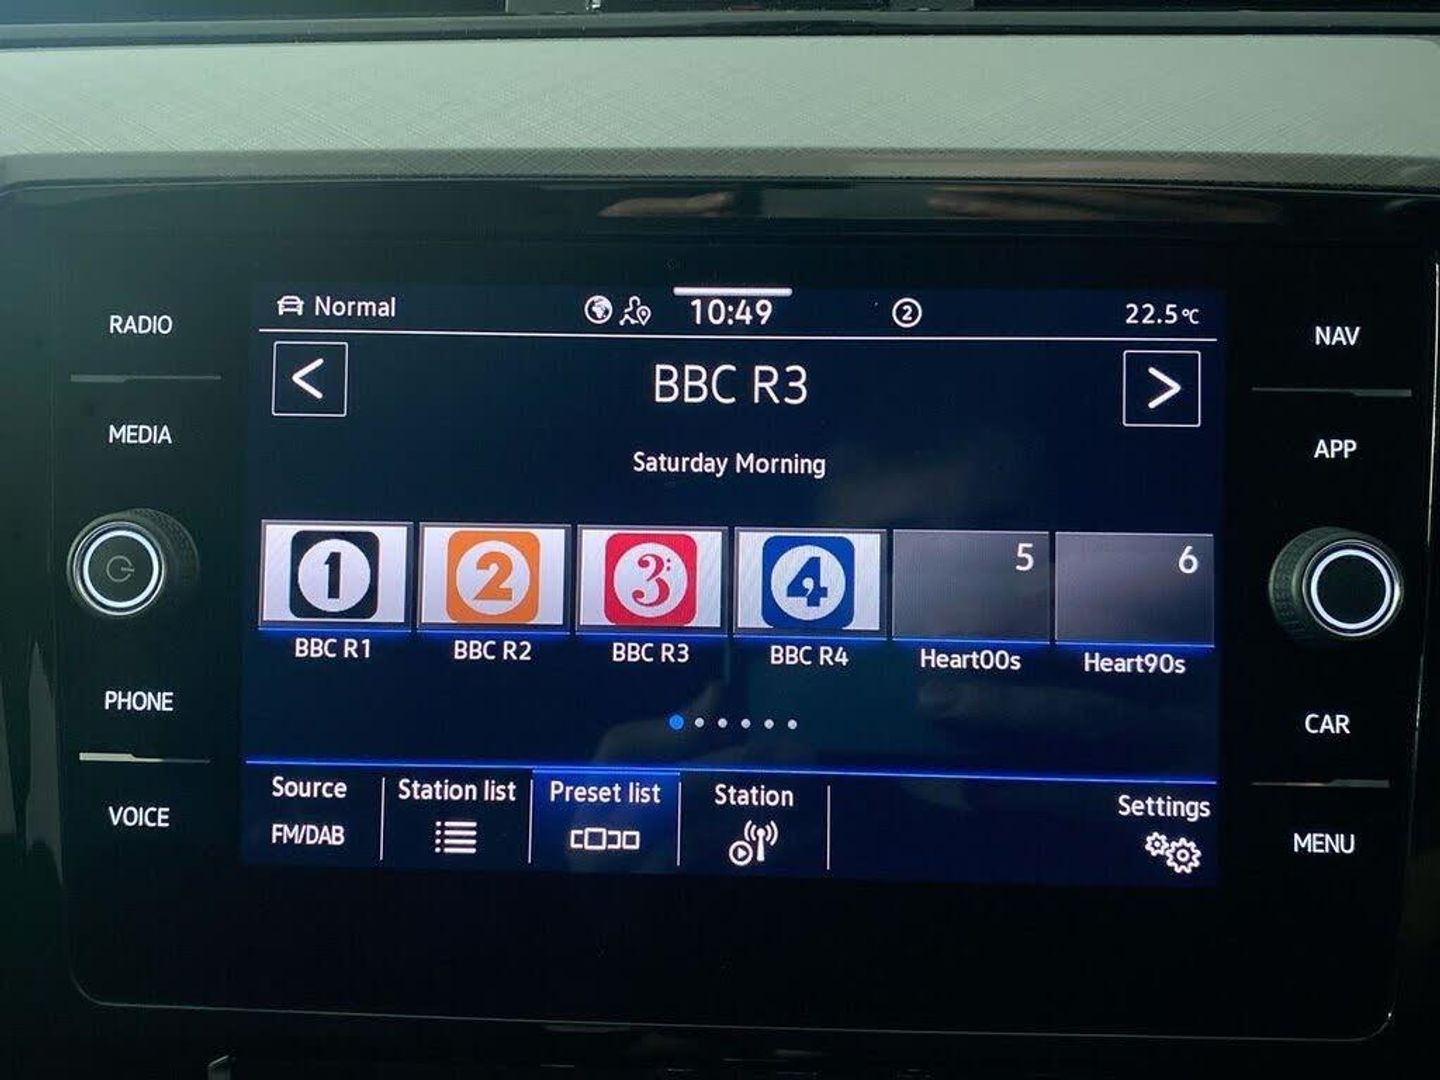 RADIO
MEDIA
PHONE
VOICE
Normal
10:49
2
22.5°C
<
BBC R3
>
Saturday Morning
1
2
3:
4
5
6
BBC R1
BBC R2
BBC R3
BBC R4
Heart00s
Heart90s
Source
FM/DAB
Station list
Preset list
Station
Settings
NAV
APP
CAR
MENU